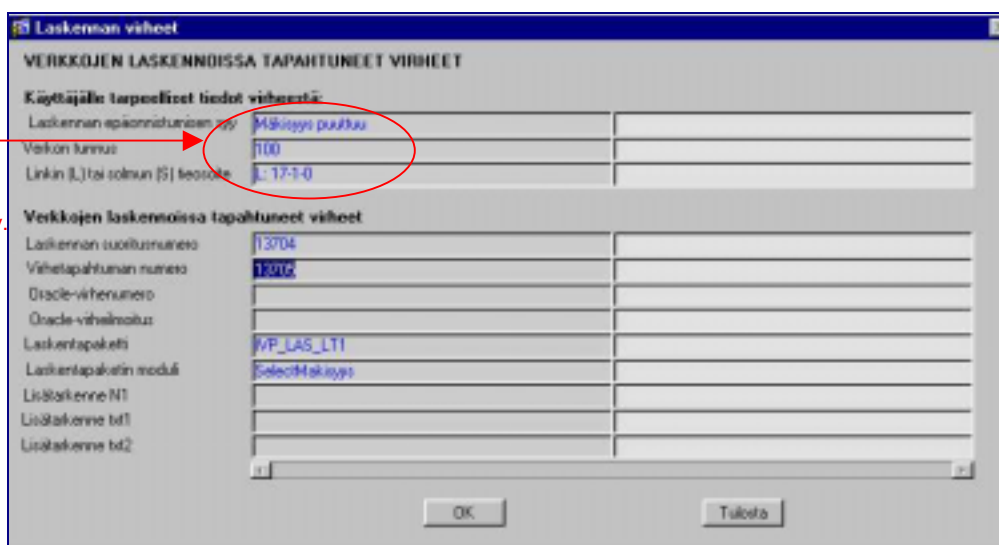 Laskennan virheet
VERKKOJEN LASKENNOISSA TAPAHTUNEET VIRHEET
Käyttäjälle tarpeelliset tiedot virheestä:
Laskennan epäonnistumisen syy Mäkisyys puuttuu
Verkon tunnus 100
Linkin (L) tai solmun (S) tieosoite L: 17-1-0
Verkkojen laskennoissa tapahtuneet virheet
Laskennan suoritusnumero 13704
Virhetapahtuman numero 13705
Oracle-virhenumero
Oracle-virheilmoitus
Laskentapaketti IVP_LAS_LT1
Laskentapaketin moduli SelectMakisyys
Lisätarkenne N1
Lisätarkenne txt1
Lisätarkenne txt2
OK Tulosta